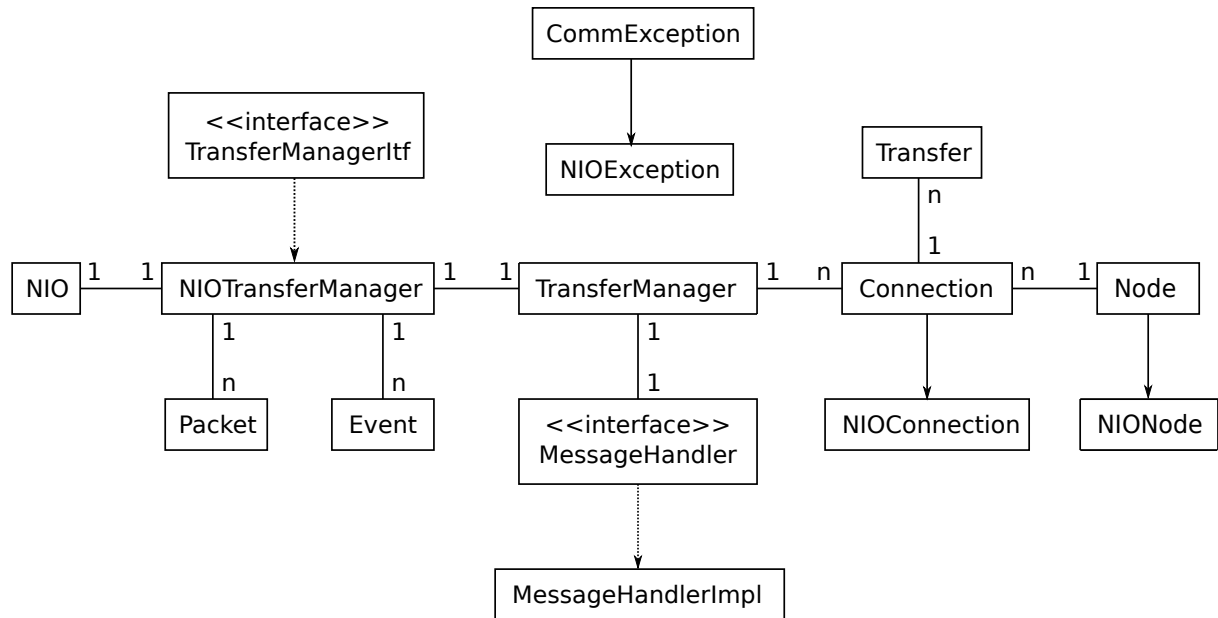 CommException
<<interface>>
TransferManagerItf
NIOException
Transfer
n
1
NIO
1
1
NIOTransferManager
1
1
TransferManager
1
n
Connection
n
1
Node
1
n
Packet
1
n
Event
1
1
<<interface>>
MessageHandler
NIOConnection
NIONode
MessageHandlerImpl